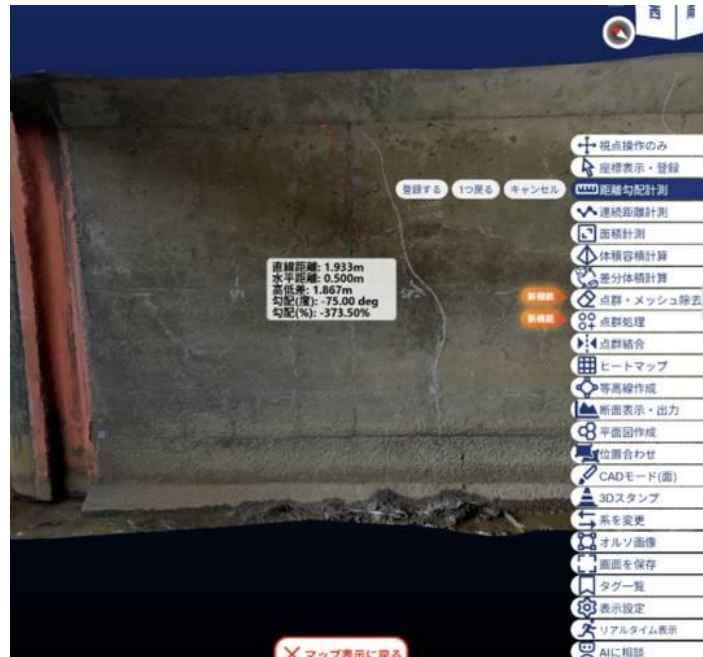 西
南
登録する
1つ戻る
キャンセル
直線距離: 1.933m
水平距離: 0.500m
高低差: 1.867m
勾配(度): -75.00 deg
勾配(%): -373.50%
視点操作のみ
座標表示・登録
距離勾配計測
連続距離計測
面積計測
体積容積計算
差分体積計算
新機能
点群・メッシュ除去
新機能
点群処理
点群結合
ヒートマップ
等高線作成
断面表示・出力
平面図作成
位置合わせ
CADモード(面)
3Dスタンプ
系を変更
オルソ画像
画面を保存
タグ一覧
表示設定
リアルタイム表示
AIに相談
マップ表示に戻る